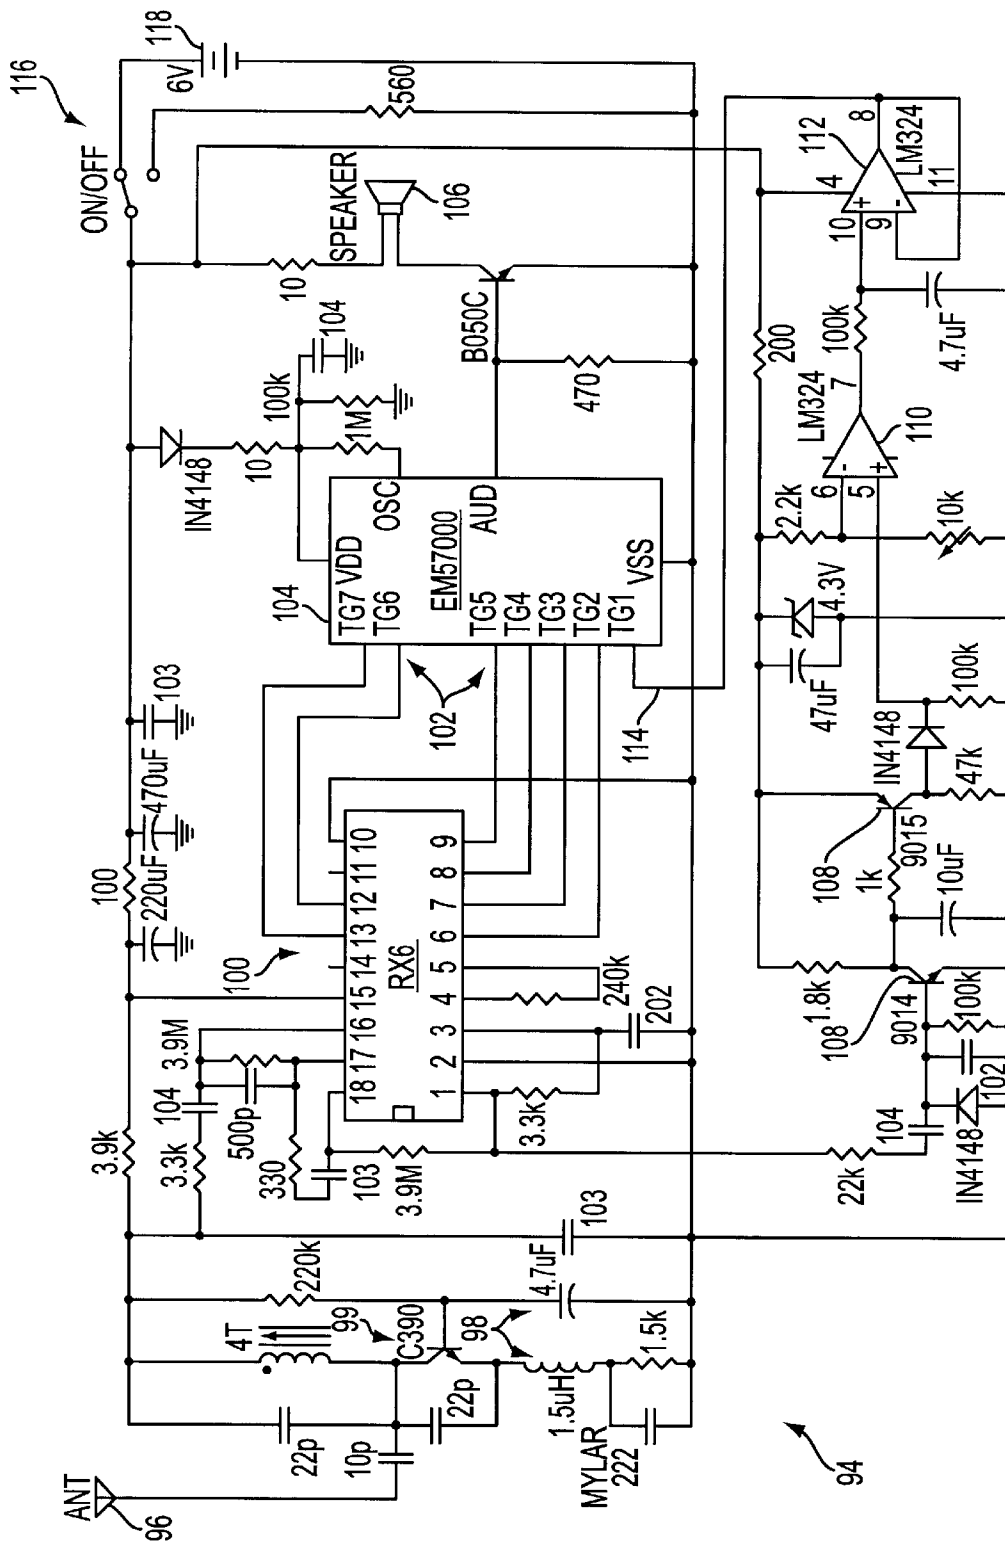 ANT
96
22p
10p
22p
4T
99
C390
98
220k
4.7uF
1.5uH
1.5k
MYLAR
222
94
3.9k
3.3k
104
3.9M
500p
330
103
3.9M
103
3.3k
240k
202
100
220uF
470uF
103
100
RX6
18
17
16
15
14
13
12
11
10
1
2
3
4
5
6
7
8
9
102
104
TG7
VDD
TG6
OSC
EM57000
TG5
AUD
TG4
TG3
TG2
TG1
VSS
114
IN4148
10
100k
104
1M
10
SPEAKER
106
B050C
470
ON/OFF
116
6V
118
560
22k
104
IN4148
102
100k
108
9014
1.8k
10uF
1k
108
9015
47k
IN4148
100k
47uF
4.3V
2.2k
10k
200
6
5
7
LM324
110
100k
4.7uF
10
9
4
11
8
112
LM324